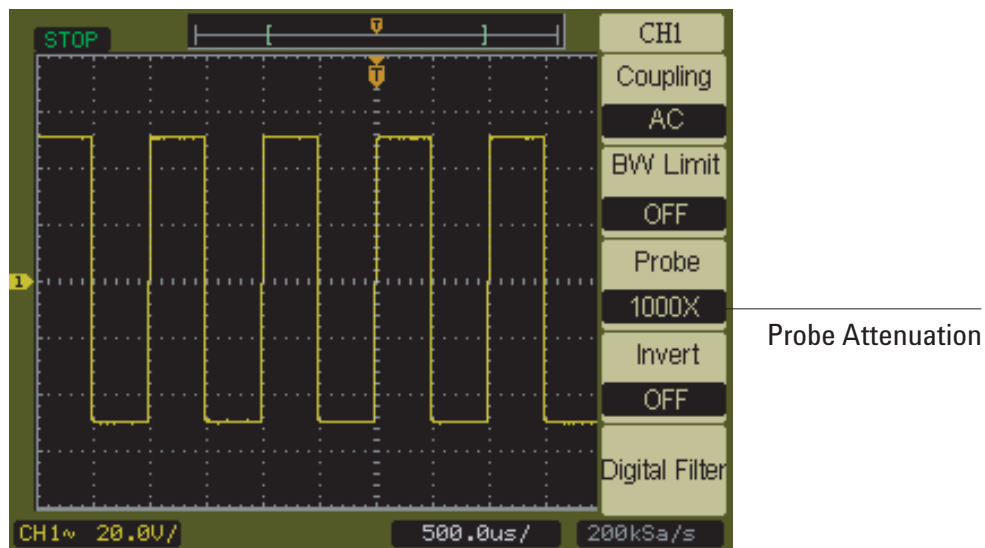 STOP
T
T
1
CH1
Coupling
AC
BW Limit
OFF
Probe
1000X
Invert
OFF
Digital Filter
Probe Attenuation
CH1~ 20.0V/
500.0us/
200kSa/s